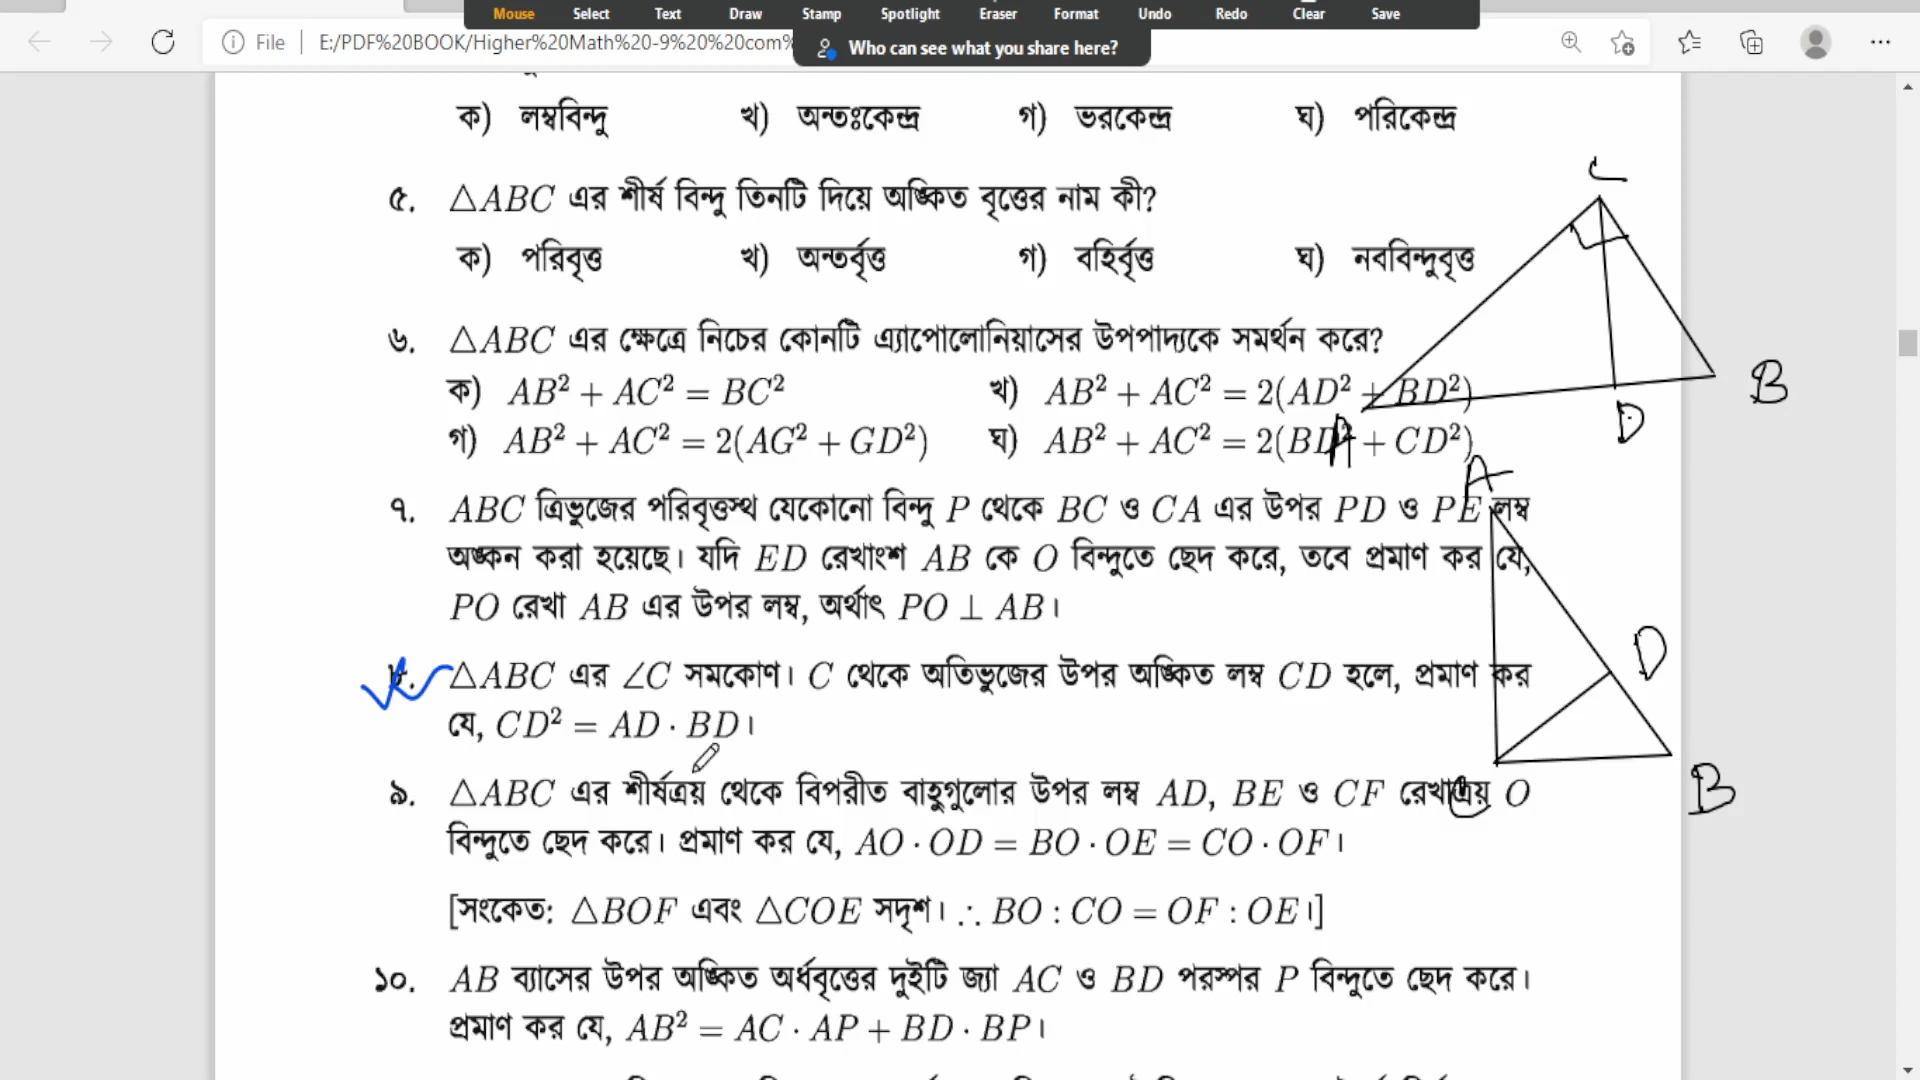 Mouse Select Text Draw Stamp Spotlight Eraser Format Undo Redo Clear Save
File E:/PDF%20BOOK/Higher%20Math%20-9%20%20com%
Who can see what you share here?
ক) লম্ববিন্দু খ) অন্তঃকেন্দ্র গ) ভরকেন্দ্র ঘ) পরিকেন্দ্র
৫. △ABC এর শীর্ষ বিন্দু তিনটি দিয়ে অঙ্কিত বৃত্তের নাম কী?
ক) পরিবৃত্ত খ) অন্তর্বৃত্ত গ) বহির্বৃত্ত ঘ) নববিন্দুবৃত্ত
৬. △ABC এর ক্ষেত্রে নিচের কোনটি এ্যাপোলোনিয়াসের উপপাদ্যকে সমর্থন করে?
ক) AB² + AC² = BC² খ) AB² + AC² = 2(AD² + BD²)
গ) AB² + AC² = 2(AG² + GD²) ঘ) AB² + AC² = 2(BD² + CD²)
C
A
D
B
৭. ABC ত্রিভুজের পরিবৃত্তস্থ যেকোনো বিন্দু P থেকে BC ও CA এর উপর PD ও PE লম্ব
অঙ্কন করা হয়েছে। যদি ED রেখাংশ AB কে O বিন্দুতে ছেদ করে, তবে প্রমাণ কর যে,
PO রেখা AB এর উপর লম্ব, অর্থাৎ PO ⊥ AB।
৮. △ABC এর ∠C সমকোণ। C থেকে অতিভুজের উপর অঙ্কিত লম্ব CD হলে, প্রমাণ কর
যে, CD² = AD · BD।
A
D
C
B
৯. △ABC এর শীর্ষত্রয় থেকে বিপরীত বাহুগুলোর উপর লম্ব AD, BE ও CF রেখাত্রয় O
বিন্দুতে ছেদ করে। প্রমাণ কর যে, AO · OD = BO · OE = CO · OF।
[সংকেত: △BOF এবং △COE সদৃশ। ∴ BO : CO = OF : OE।]
১০. AB ব্যাসের উপর অঙ্কিত অর্ধবৃত্তের দুইটি জ্যা AC ও BD পরস্পর P বিন্দুতে ছেদ করে।
প্রমাণ কর যে, AB² = AC · AP + BD · BP।